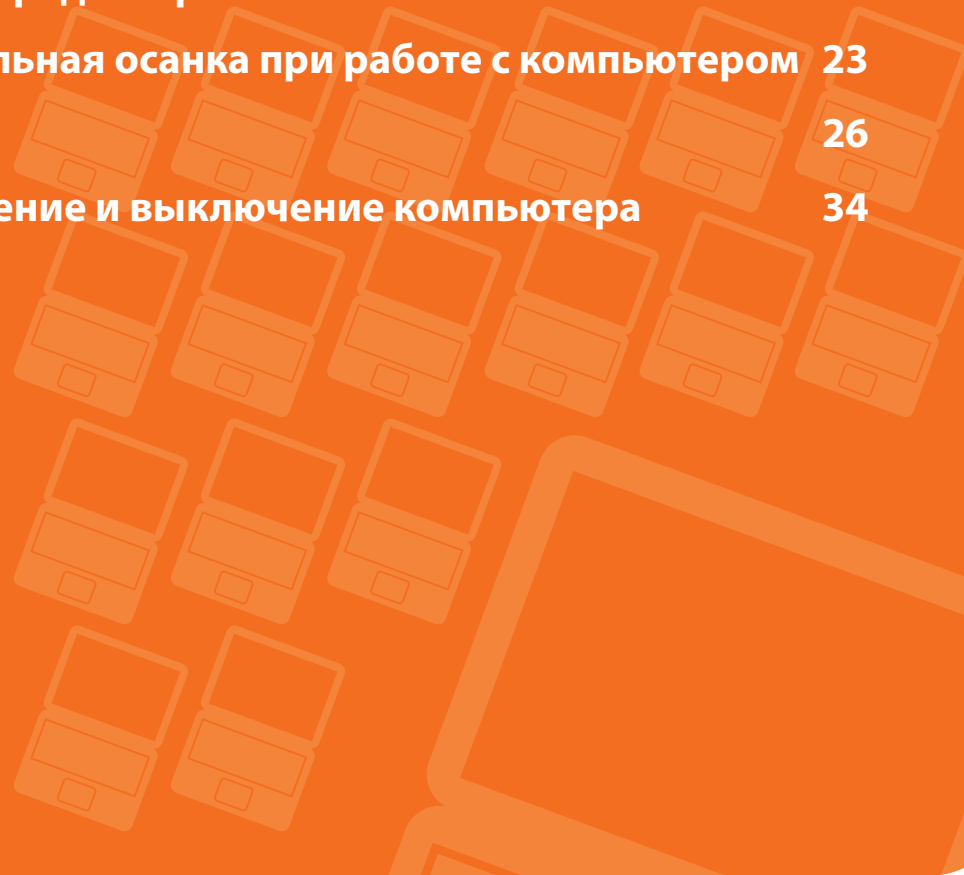 льная осанка при работе с компьютером 23
26
ение и выключение компьютера 34